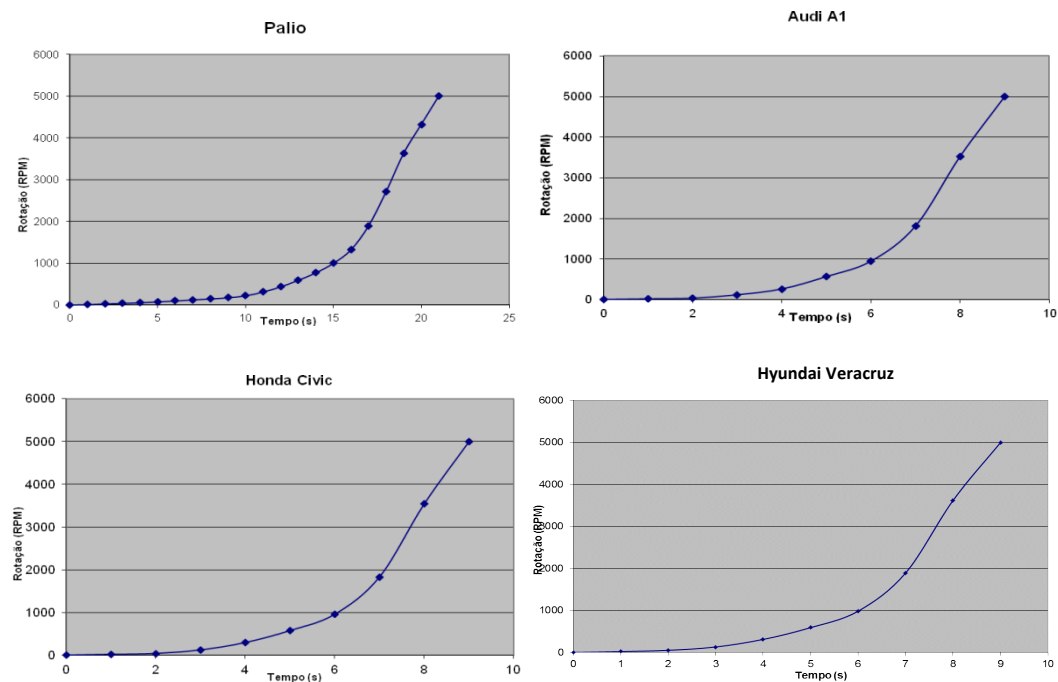 Palio
Rotação (RPM)
6000
5000
4000
3000
2000
1000
0
0 5 10 15 20 25
Tempo (s)
Audi A1
Rotação (RPM)
6000
5000
4000
3000
2000
1000
0
0 2 4 6 8 10
Tempo (s)
Honda Civic
Rotação (RPM)
6000
5000
4000
3000
2000
1000
0
0 2 4 6 8 10
Tempo (s)
Hyundai Veracruz
Rotação (RPM)
6000
5000
4000
3000
2000
1000
0
0 1 2 3 4 5 6 7 8 9 10
Tempo (s)